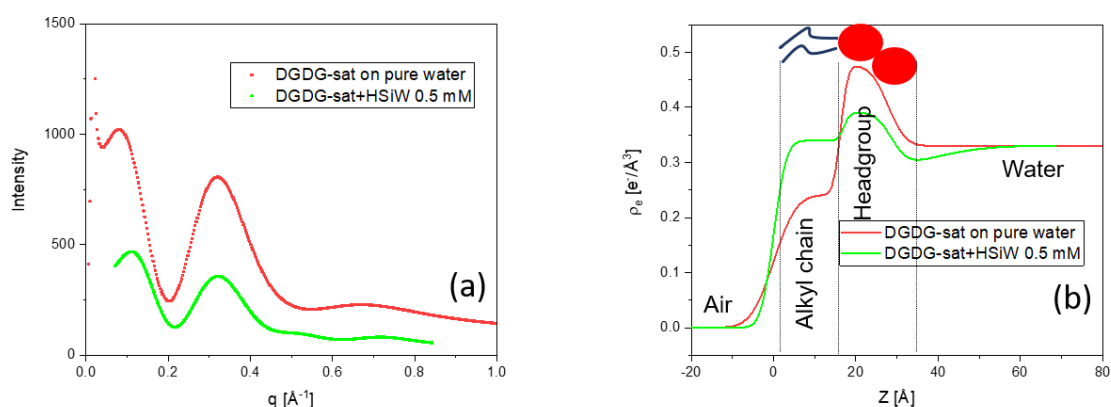 1500
1000
500
0
0.0 0.2 0.4 0.6 0.8 1.0
Intensity
q [Å⁻¹]
DGDG-sat on pure water
DGDG-sat+HSiW 0.5 mM
(a)
0.5
0.4
0.3
0.2
0.1
0.0
-20 0 20 40 60 80
ρe [e⁻/Å³]
Z [Å]
Air
Alkyl chain
Headgroup
Water
DGDG-sat on pure water
DGDG-sat+HSiW 0.5 mM
(b)